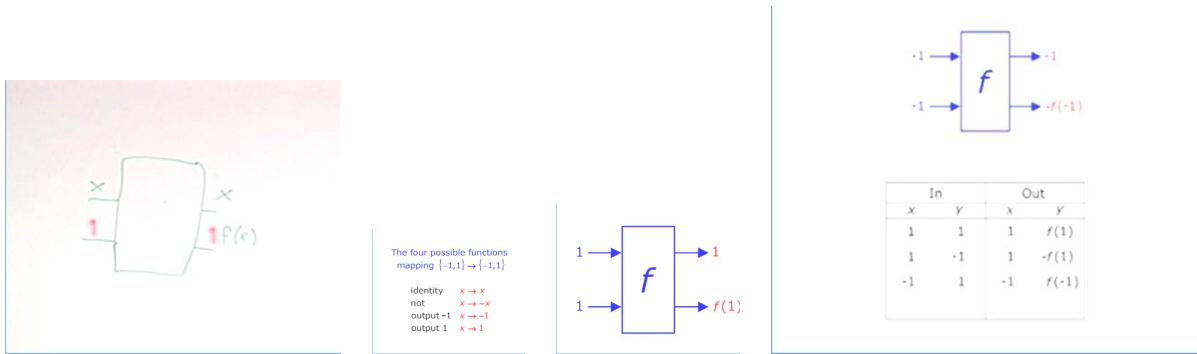 x x
1 1 f(x)
The four possible functions
mapping {-1,1} → {-1,1}
identity x → x
not x → -x
output -1 x → -1
output 1 x → 1
1 1
f
1 f(1)
-1 -1
f
-1 -f(-1)
In Out
x y x y
1 1 1 f(1)
1 -1 1 -f(1)
-1 1 -1 f(-1)